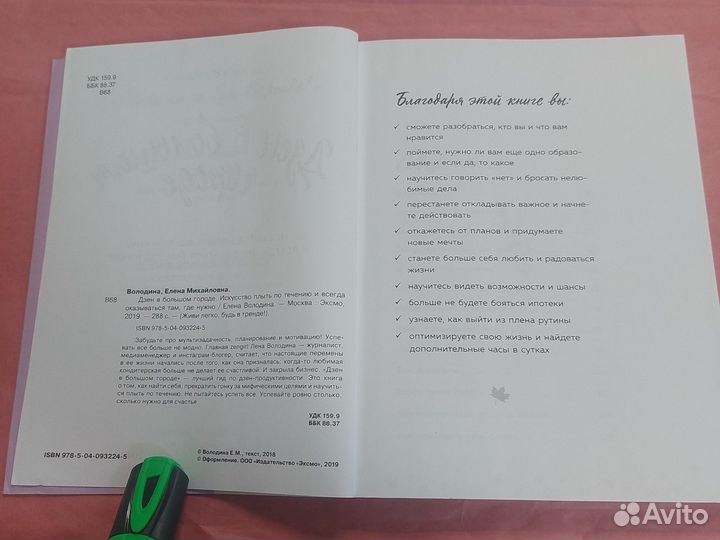 УДК 159.9
ББК 88.37
В68
Володина, Елена Михайловна.
В68 Дзен в большом городе. Искусство плыть по течению и всегда
оказываться там, где нужно / Елена Володина. — Москва : Эксмо,
2019. — 288 с. — (Живи легко, будь в тренде!).
ISBN 978-5-04-093224-5
Забудьте про мультизадачность, планирование и мотивацию! Успе-
вать все больше не модно. Главная zengirl Лена Володина — журналист,
медиаменеджер и инстаграм-блогер, считает, что настоящие перемены
в ее жизни начались после того, как она призналась: когда-то любимая
кондитерская больше не делает ее счастливой. И закрыла бизнес. «Дзен
в большом городе» — лучший гид по дзен-продуктивности. Это книга
о том, как найти себя, прекратить гонку за мифическими целями и научить-
ся плыть по течению. Не пытайтесь успеть все. Успевайте ровно столько,
сколько нужно для счастья.
УДК 159.9
ББК 88.37
ISBN 978-5-04-093224-5
© Володина Е.М., текст, 2018
© Оформление. ООО «Издательство «Эксмо», 2019
Благодаря этой книге вы:
✓ сможете разобраться, кто вы и что вам
нравится
✓ поймете, нужно ли вам еще одно образо-
вание и если да, то какое
✓ научитесь говорить «нет» и бросать нелю-
бимые дела
✓ перестанете откладывать важное и начне-
те действовать
✓ откажетесь от планов и придумаете
новые мечты
✓ станете больше себя любить и радоваться
жизни
✓ научитесь видеть возможности и шансы
✓ больше не будете бояться ипотеки
✓ узнаете, как выйти из плена рутины
✓ оптимизируете свою жизнь и найдете
дополнительные часы в сутках
Avito